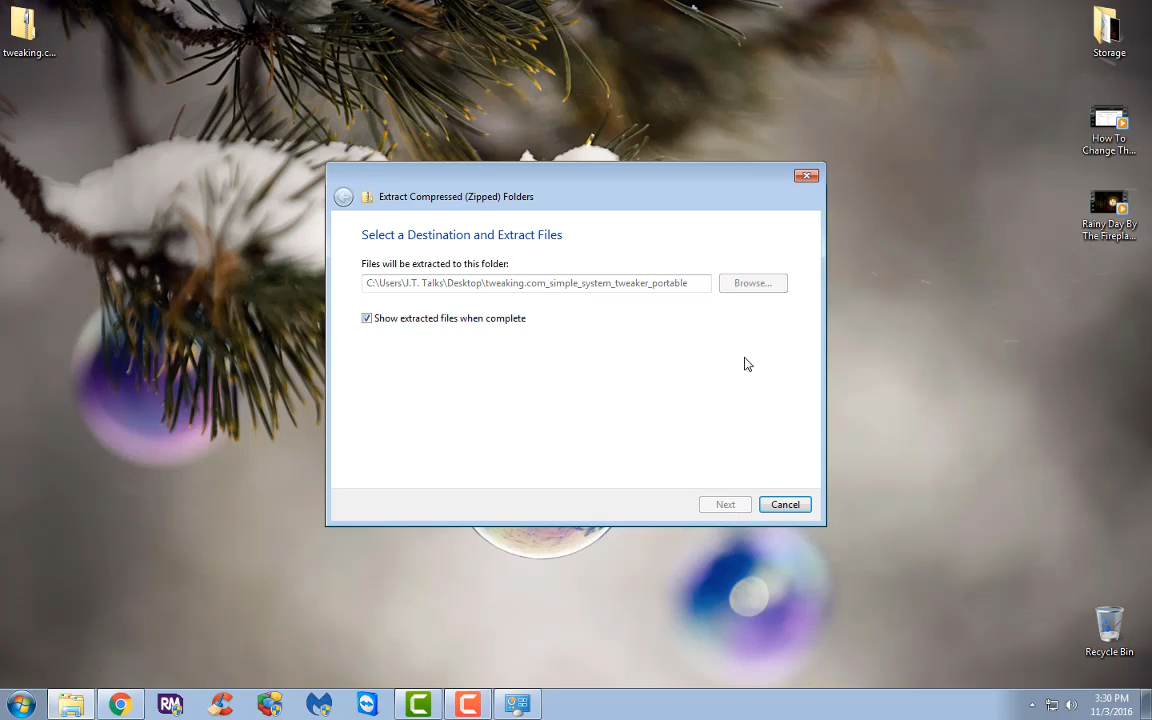 tweaking.c...
Storage
How To
Change Th...
Rainy Day By
The Firepla...
Extract Compressed (Zipped) Folders
Select a Destination and Extract Files
Files will be extracted to this folder:
C:\Users\J.T. Talks\Desktop\tweaking.com_simple_system_tweaker_portable
Browse...
Show extracted files when complete
Next
Cancel
Recycle Bin
RM
3:30 PM
11/3/2016